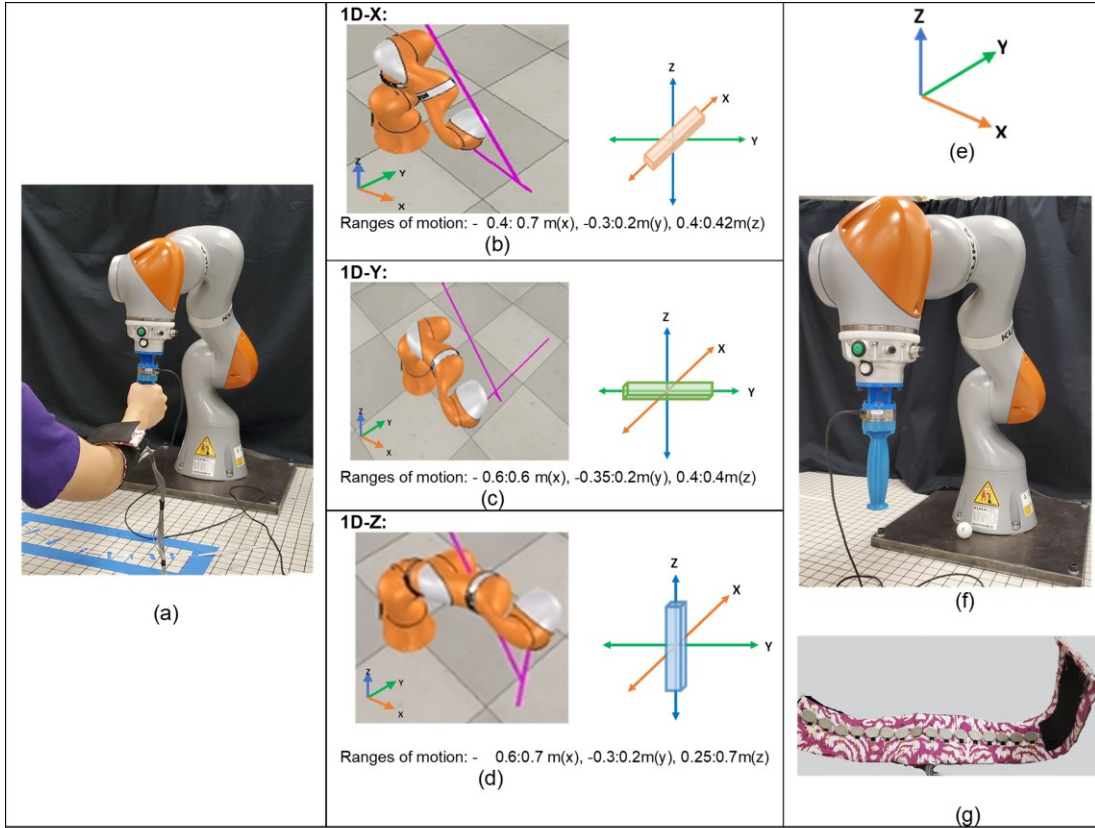 (a)
1D-X:
Z
Y
X
Z
X
Y
Ranges of motion: - 0.4: 0.7 m(x), -0.3:0.2m(y), 0.4:0.42m(z)
(b)
1D-Y:
Z
Y
X
Z
X
Y
Ranges of motion: - 0.6:0.6 m(x), -0.35:0.2m(y), 0.4:0.4m(z)
(c)
1D-Z:
Z
Y
X
Z
X
Y
Ranges of motion: - 0.6:0.7 m(x), -0.3:0.2m(y), 0.25:0.7m(z)
(d)
Z
Y
X
(e)
(f)
(g)